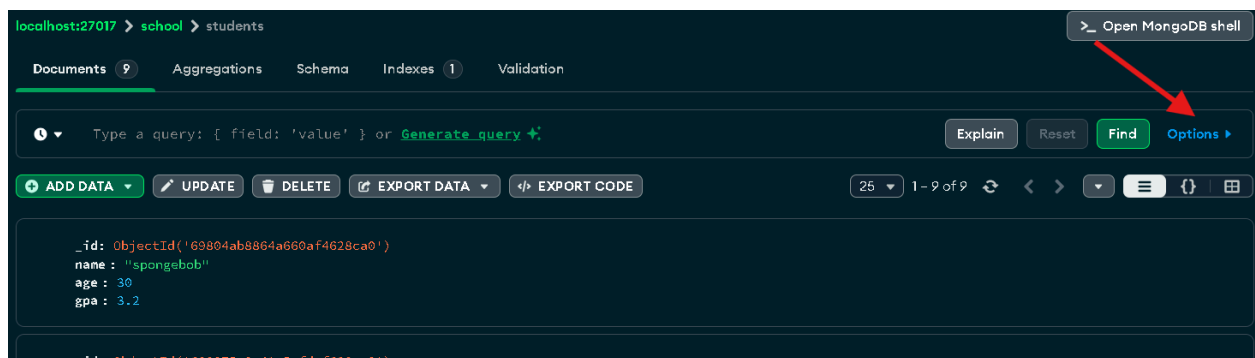 localhost:27017 > school > students
>_ Open MongoDB shell
Documents 9 Aggregations Schema Indexes 1 Validation
Type a query: { field: 'value' } or Generate query
Explain Reset Find Options
ADD DATA UPDATE DELETE EXPORT DATA </> EXPORT CODE 25 1-9 of 9 {}
_id: ObjectId('69804ab8864a660af4628ca0')
name : "spongebob"
age : 30
gpa : 3.2